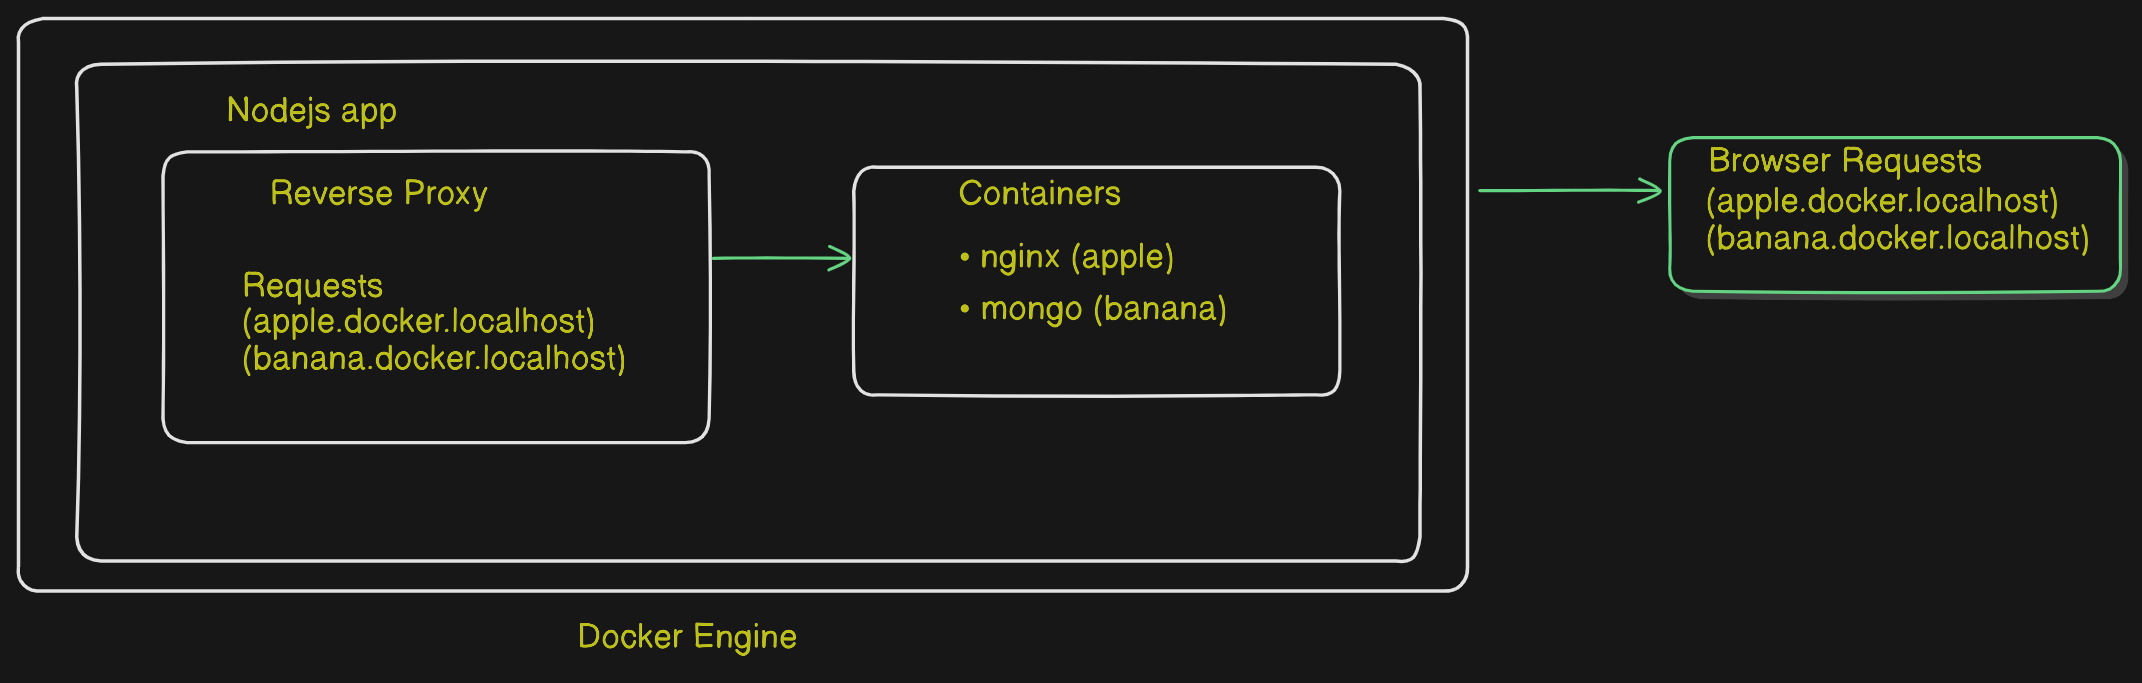 Nodejs app
Reverse Proxy
Requests
(apple.docker.localhost)
(banana.docker.localhost)
Containers
• nginx (apple)
• mongo (banana)
Browser Requests
(apple.docker.localhost)
(banana.docker.localhost)
Docker Engine